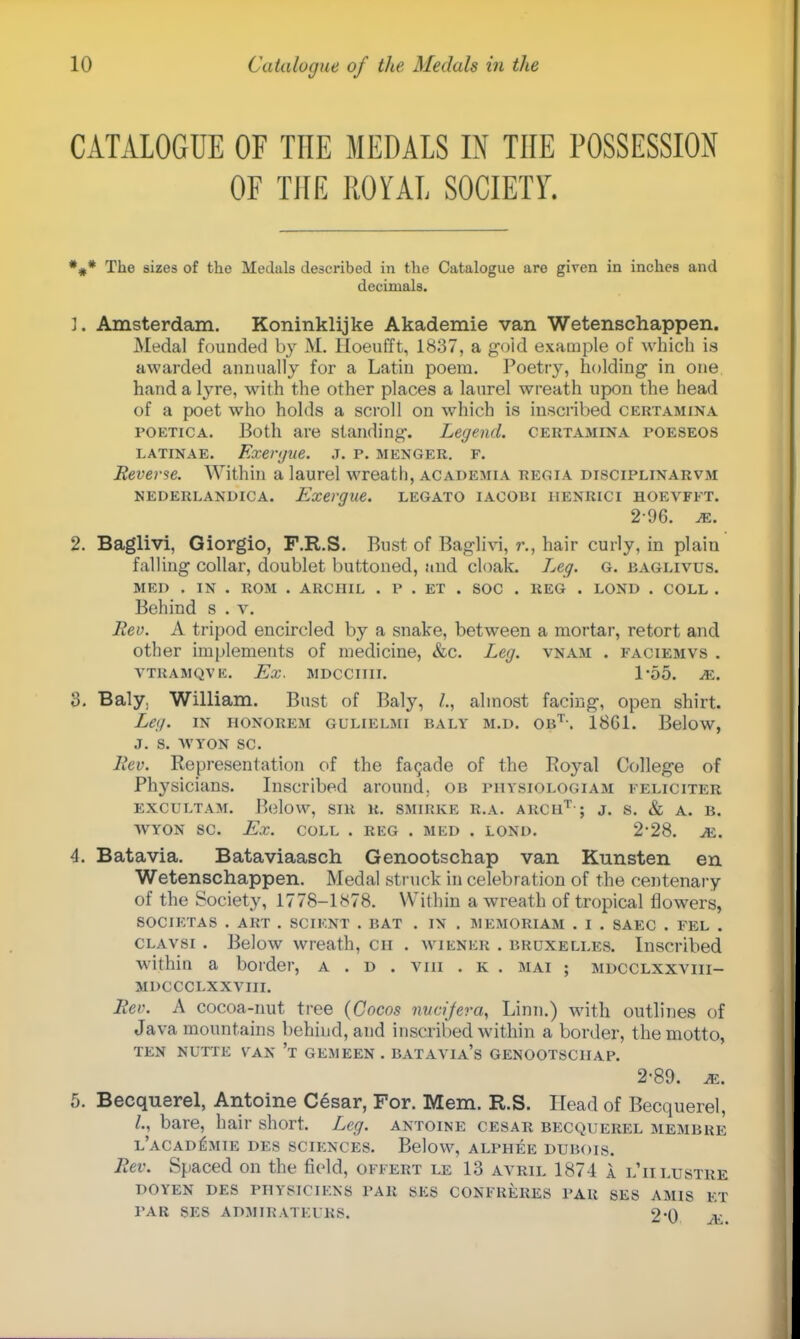 10 Catalogue of the Medals in the
CATALOGUE OF THE MEDALS IN THE POSSESSION
OF THE ROYAL SOCIETY.
*⁎* The sizes of the Medals described in the Catalogue are given in inches and
decimals.
1. Amsterdam. Koninklijke Akademie van Wetenschappen.
Medal founded by M. Hoeufft, 1837, a gold example of which is
awarded annually for a Latin poem. Poetry, holding in one
hand a lyre, with the other places a laurel wreath upon the head
of a poet who holds a scroll on which is inscribed CERTAMINA
POETICA. Both are standing. Legend. CERTAMINA POESEOS
LATINAE. Exergue. J. P. MENGER. F.
Reverse. Within a laurel wreath, ACADEMIA REGIA DISCIPLINARVM
NEDERLANDICA. Exergue. LEGATO IACOBI HENRICI HOEVFFT.
2·96. Æ.
2. Baglivi, Giorgio, F.R.S. Bust of Baglivi, r., hair curly, in plain
falling collar, doublet buttoned, and cloak. Leg. G. BAGLIVUS.
MED . IN . ROM . ARCHIL . P . ET . SOC . REG . LOND . COLL .
Behind S . V.
Rev. A tripod encircled by a snake, between a mortar, retort and
other implements of medicine, &c. Leg. VNAM . FACIEMVS .
VTRAMQVE. Ex. MDCCIIII. 1·55. Æ.
3. Baly, William. Bust of Baly, l., almost facing, open shirt.
Leg. IN HONOREM GULIELMI BALY M.D. OBᵀ·. 1861. Below,
J. S. WYON SC.
Rev. Representation of the façade of the Royal College of
Physicians. Inscribed around, OB PHYSIOLOGIAM FELICITER
EXCULTAM. Below, SIR R. SMIRKE R.A. ARCHᵀ·; J. S. & A. B.
WYON SC. Ex. COLL . REG . MED . LOND. 2·28. Æ.
4. Batavia. Bataviaasch Genootschap van Kunsten en
Wetenschappen. Medal struck in celebration of the centenary
of the Society, 1778-1878. Within a wreath of tropical flowers,
SOCIETAS . ART . SCIENT . BAT . IN . MEMORIAM . I . SAEC . FEL .
CLAVSI . Below wreath, CH . WIENER . BRUXELLES. Inscribed
within a border, A . D . VIII . K . MAI ; MDCCLXXVIII-
MDCCCLXXVIII.
Rev. A cocoa-nut tree (Cocos nucifera, Linn.) with outlines of
Java mountains behind, and inscribed within a border, the motto,
TEN NUTTE VAN 'T GEMEEN . BATAVIA'S GENOOTSCHAP.
2·89. Æ.
5. Becquerel, Antoine César, For. Mem. R.S. Head of Becquerel,
l., bare, hair short. Leg. ANTOINE CESAR BECQUEREL MEMBRE
L'ACADÉMIE DES SCIENCES. Below, ALPHÉE DUBOIS.
Rev. Spaced on the field, OFFERT LE 13 AVRIL 1874 À L'ILLUSTRE
DOYEN DES PHYSICIENS PAR SES CONFRÈRES PAR SES AMIS ET
PAR SES ADMIRATEURS. 2·0 Æ.